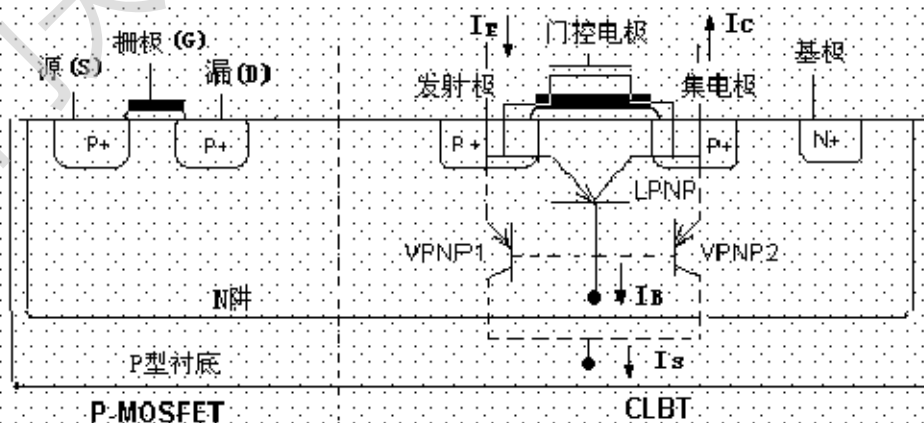 栅极 (G)
源 (S)
漏 (D)
P+
P+
IE
门控电极
IC
基极
发射极
集电极
P+
P+
N+
LPNP
VPNP1
VPNP2
N阱
IB
P型衬底
IS
P-MOSFET
CLBT